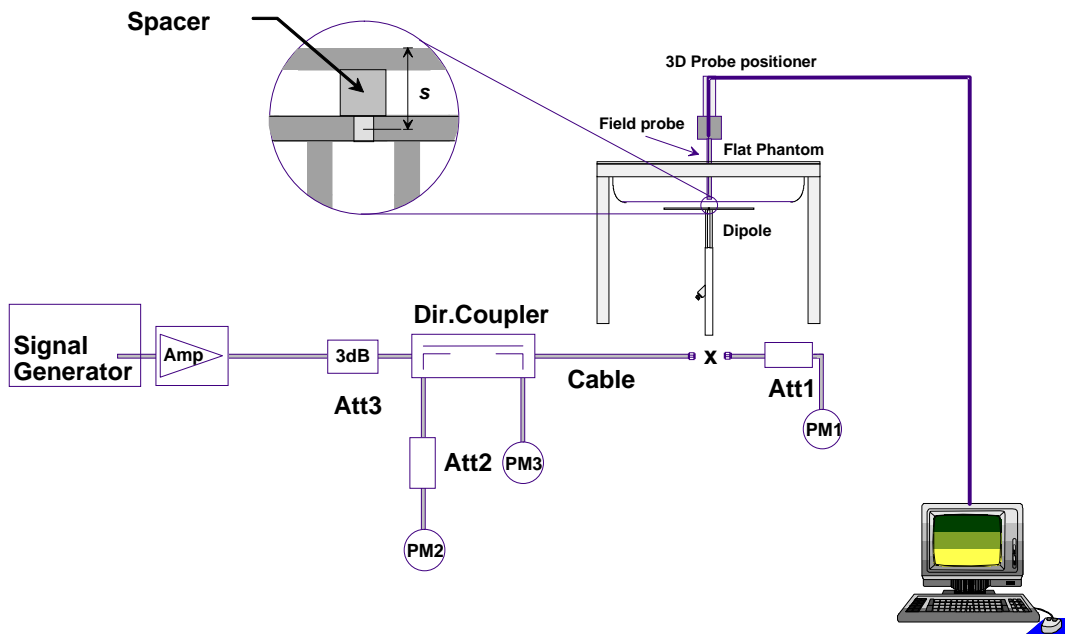 Spacer
s
3D Probe positioner
Field probe
Flat Phantom
Dipole
Dir.Coupler
Signal
Generator
Amp
3dB
Att3
Cable
x
Att1
PM1
Att2
PM3
PM2